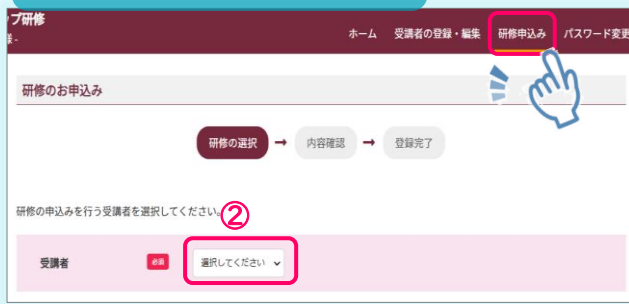 プ研修
様-
ホーム 受講者の登録・編集 研修申込み パスワード変更
研修のお申込み
研修の選択 → 内容確認 → 登録完了
研修の申込みを行う受講者を選択してください。
②
受講者 必須 選択してください